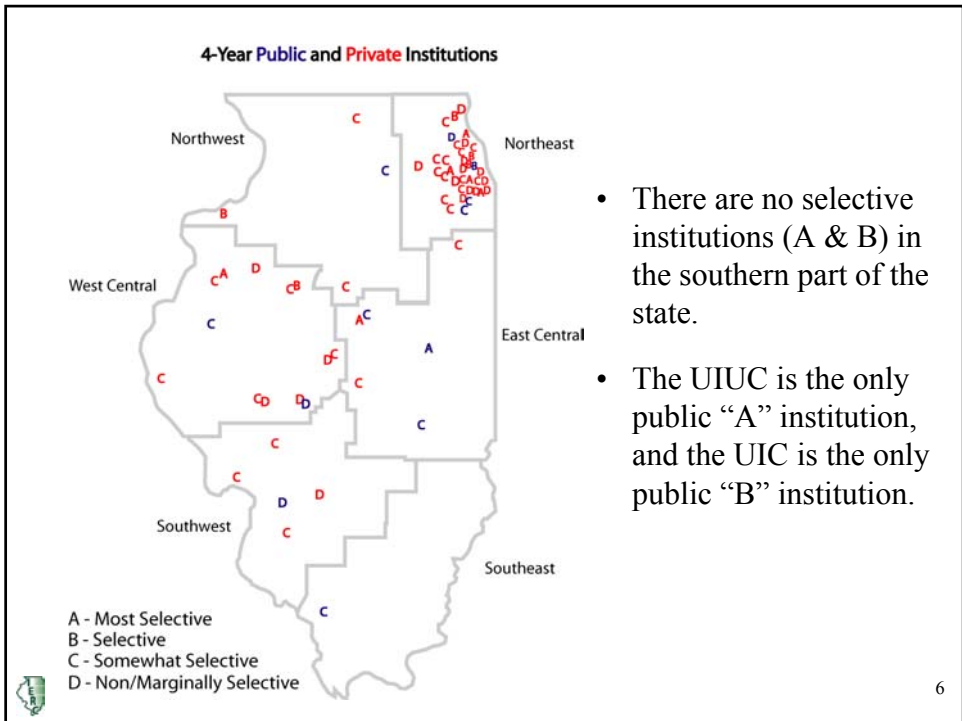 4-Year Public and Private Institutions
Northwest
Northeast
West Central
East Central
Southwest
Southeast
A - Most Selective
B - Selective
C - Somewhat Selective
D - Non/Marginally Selective
• There are no selective
institutions (A & B) in
the southern part of the
state.
• The UIUC is the only
public “A” institution,
and the UIC is the only
public “B” institution.
6